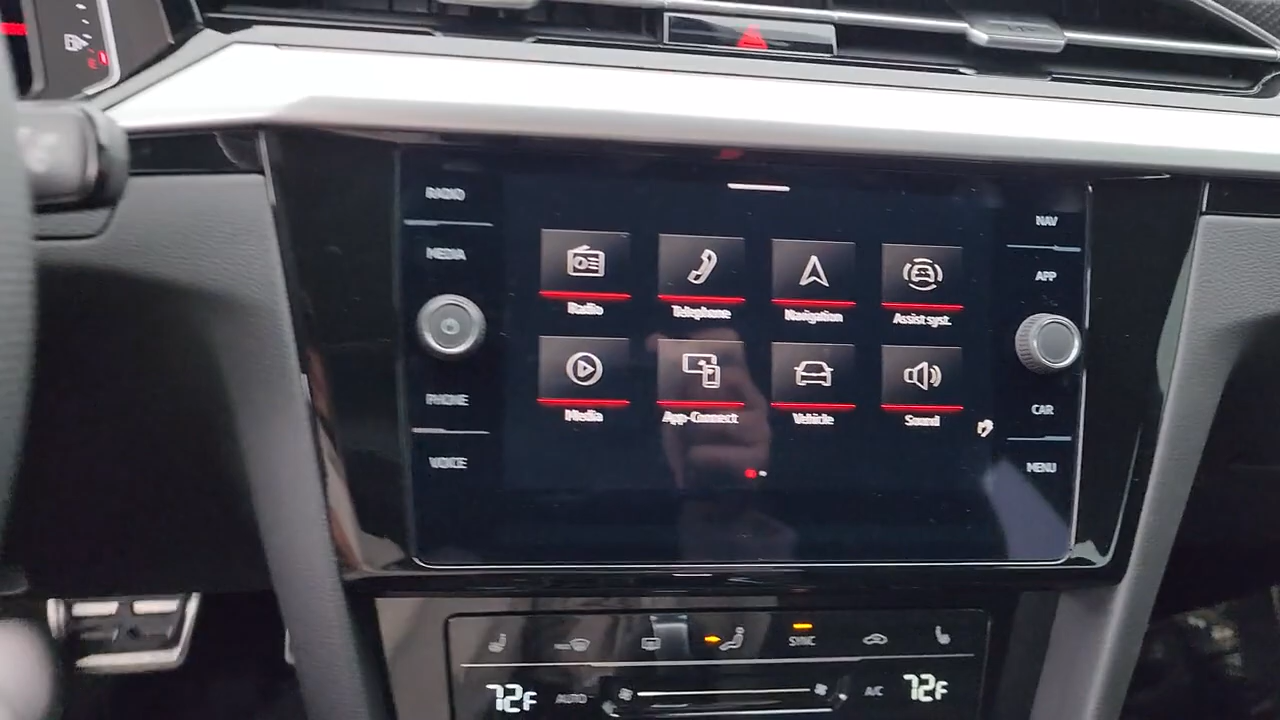 RADIO
MEDIA
PHONE
VOICE
Radio
Telephone
Navigation
Assist syst.
Media
App-Connect
Vehicle
Sound
NAV
APP
CAR
MENU
SYNC
72F
AUTO
A/C
72F